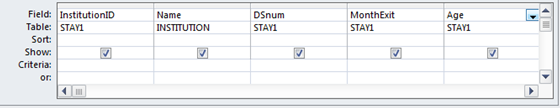 Field: InstitutionID Name DSnum MonthExit Age
Table: STAY1 INSTITUTION STAY1 STAY1 STAY1
Sort:
Show:
Criteria:
or: